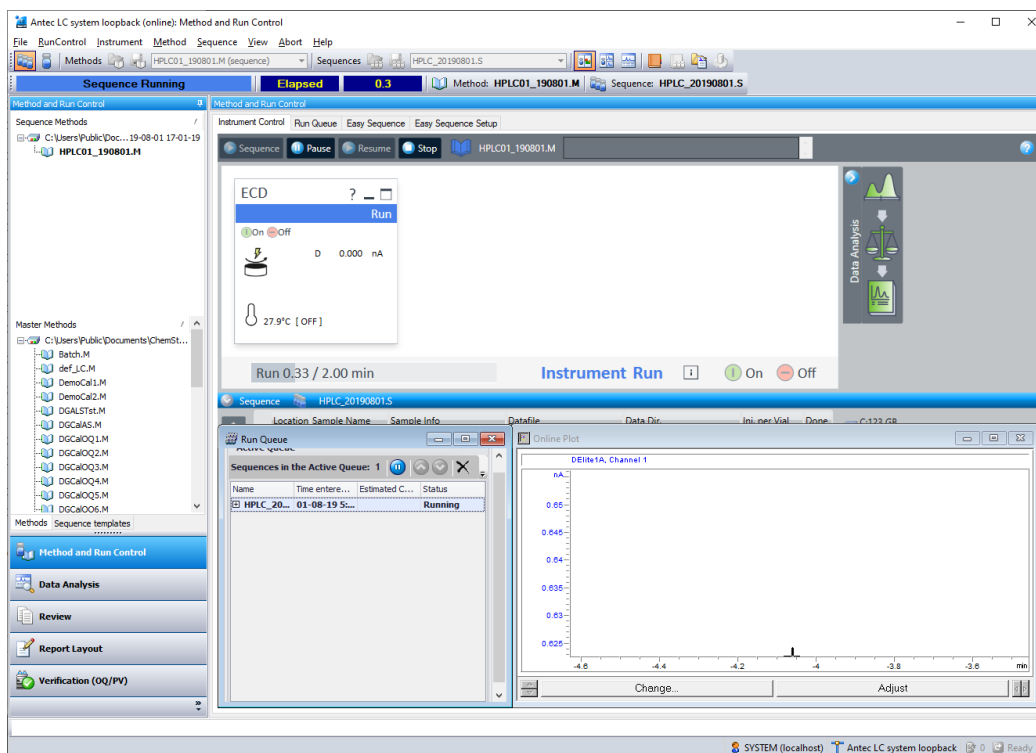 Antec LC system loopback (online): Method and Run Control
File RunControl Instrument Method Sequence View Abort Help
Methods HPLC01_190801.M (sequence) Sequences HPLC_20190801.S
Sequence Running Elapsed 0.3 Method: HPLC01_190801.M Sequence: HPLC_20190801.S
Method and Run Control
Sequence Methods /
C:\Users\Public\Doc...19-08-01 17-01-19
HPLC01_190801.M
Master Methods /
C:\Users\Public\Documents\ChemSt...
Batch.M
def_LC.M
DemoCal1.M
DemoCal2.M
DGALSTst.M
DGCalAS.M
DGCalOQ1.M
DGCalOQ2.M
DGCalOQ3.M
DGCalOQ4.M
DGCalOQ5.M
DGCalOQ6.M
Methods Sequence templates
Method and Run Control
Data Analysis
Review
Report Layout
Verification (OQ/PV)
Method and Run Control
Instrument Control Run Queue Easy Sequence Easy Sequence Setup
Sequence Pause Resume Stop HPLC01_190801.M
ECD ?
Run
On Off
D 0.000 nA
27.9°C [ OFF ]
Data Analysis
Run 0.33 / 2.00 min Instrument Run i On Off
Sequence HPLC_20190801.S
Location Sample Name Sample Info Datafile Data Dir. Inj. per Vial Done C:123 GB
Run Queue
Active Queue
Sequences in the Active Queue: 1
Name Time entere... Estimated C... Status
HPLC_20... 01-08-19 5:... Running
Online Plot
DElite1A, Channel 1
nA
0.65
0.645
0.64
0.635
0.63
0.625
-4.6 -4.4 -4.2 -4 -3.8 -3.6 min
Change... Adjust
SYSTEM (localhost) Antec LC system loopback 0 Ready